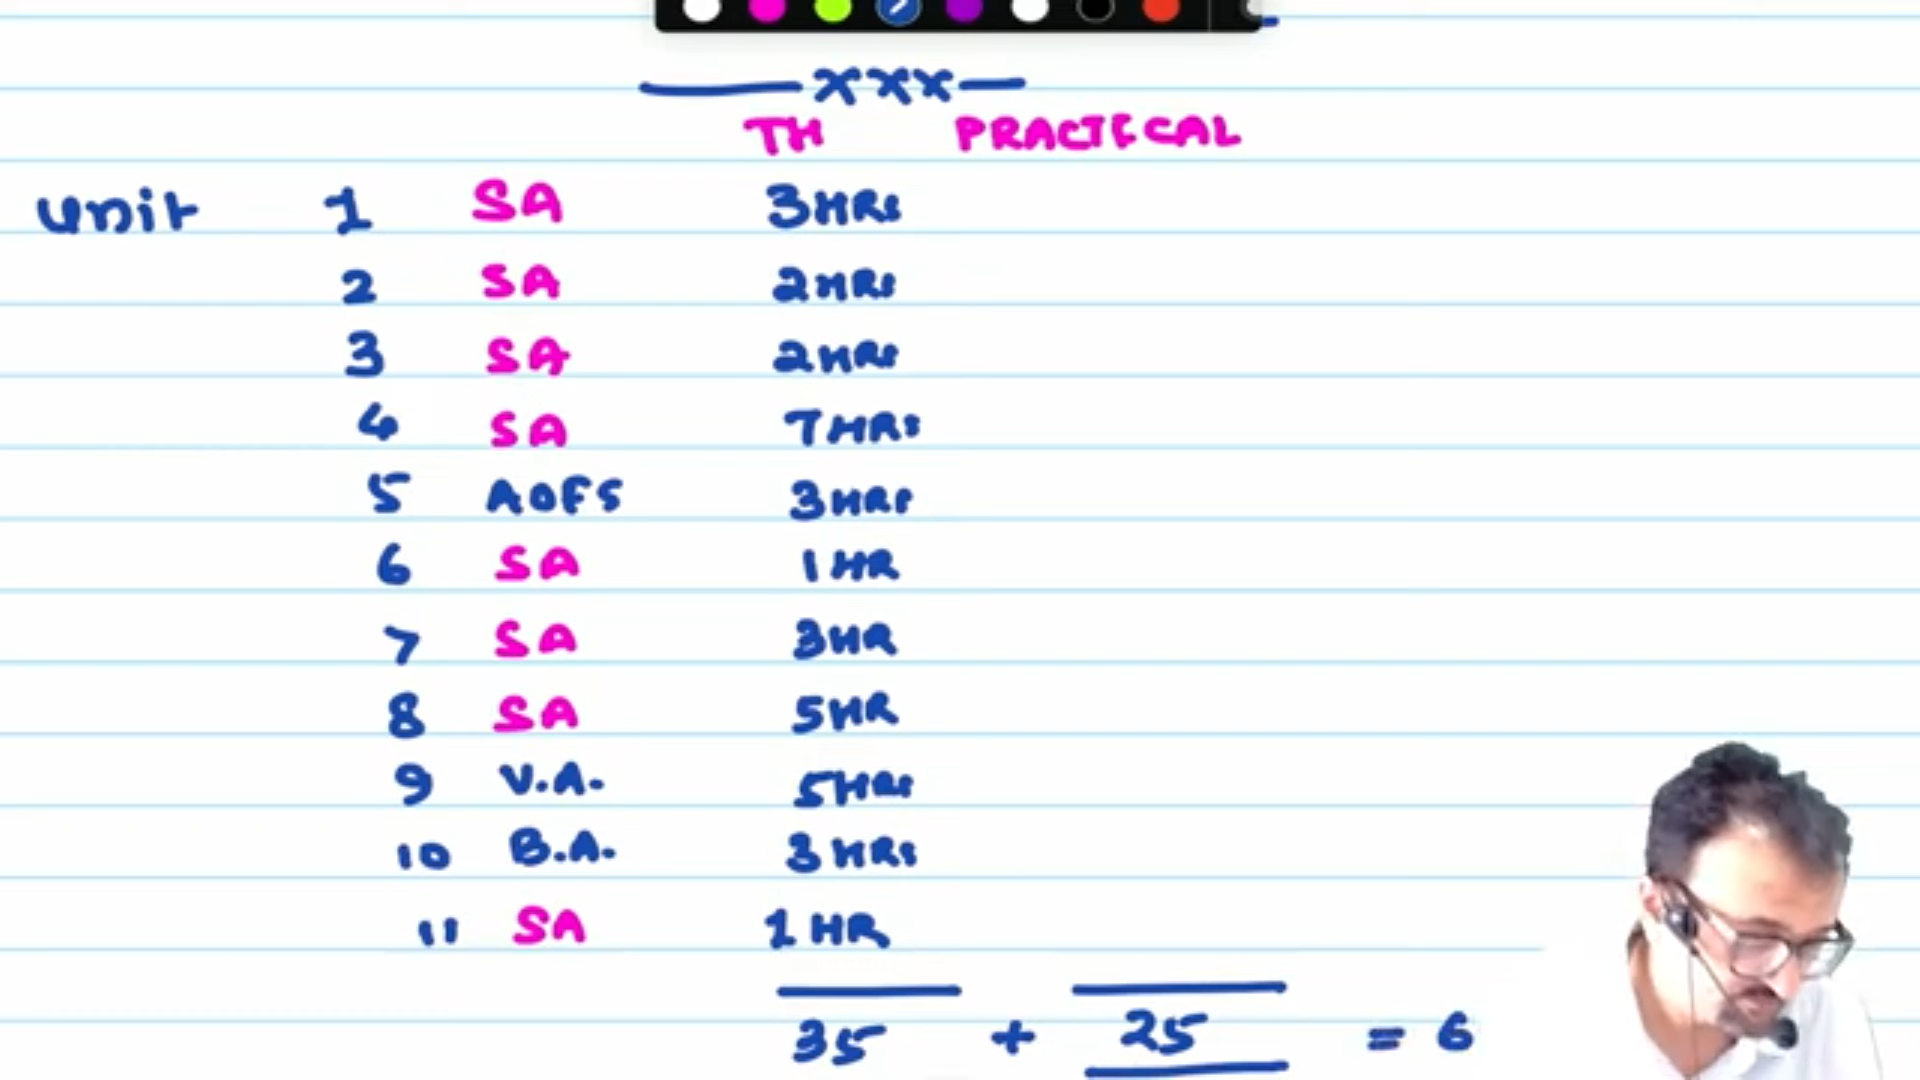 xxx
TH PRACTICAL
Unit 1 SA 3HRs
2 SA 2HRs
3 SA 2HRs
4 SA 7HRs
5 AOFS 3HRs
6 SA 1HR
7 SA 3HR
8 SA 5HR
9 V.A. 5HRs
10 B.A. 3HRs
11 SA 1HR
35 + 25 = 6